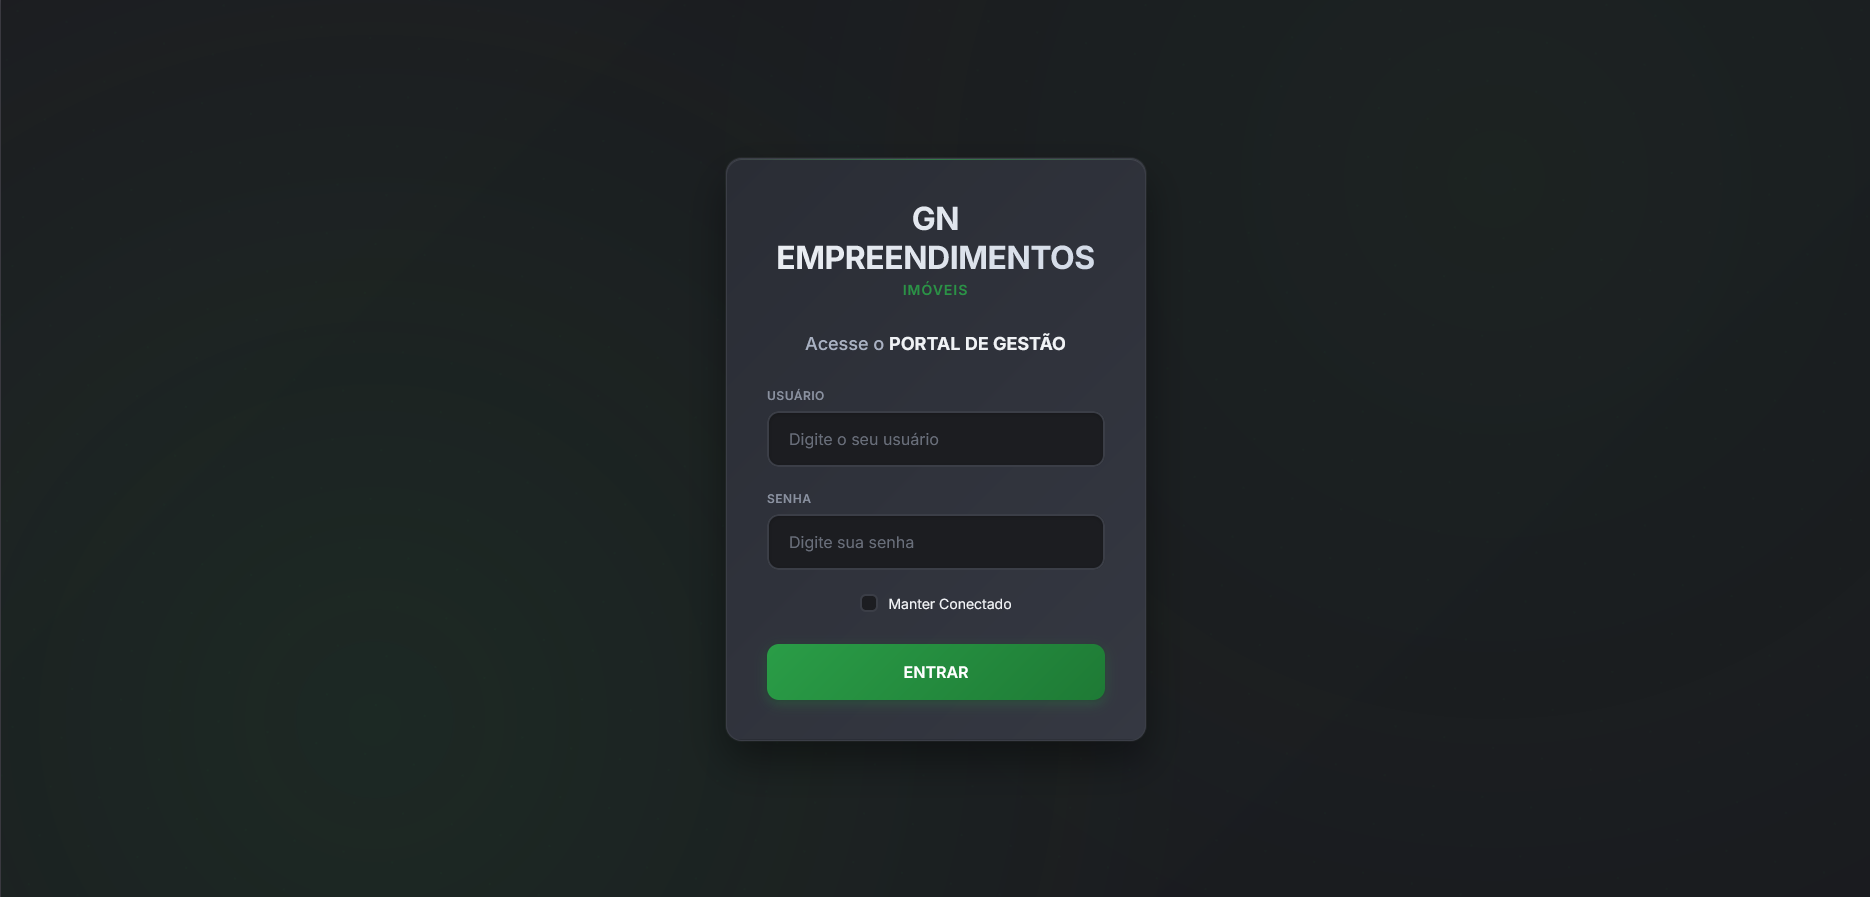 GN
EMPREENDIMENTOS
IMÓVEIS
Acesse o PORTAL DE GESTÃO
USUÁRIO
Digite o seu usuário
SENHA
Digite sua senha
Manter Conectado
ENTRAR